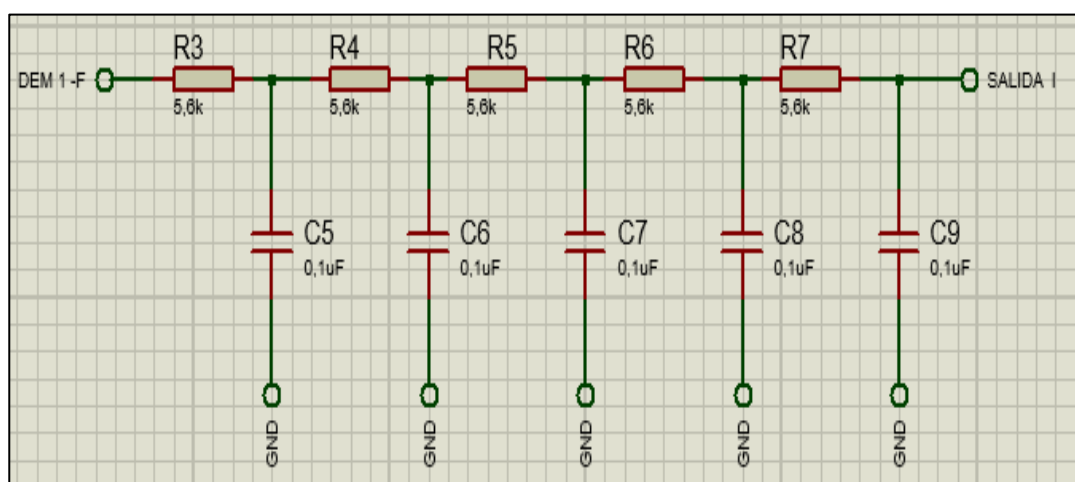 R3 R4 R5 R6 R7
DEM 1 -F SALIDA I
5,6k 5,6k 5,6k 5,6k 5,6k
C5 C6 C7 C8 C9
0,1uF 0,1uF 0,1uF 0,1uF 0,1uF
GND GND GND GND GND